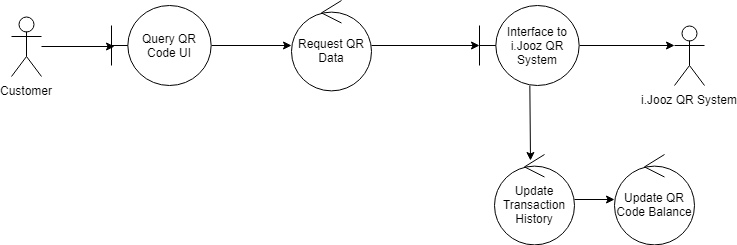 Customer
Query QR
Code UI
Request QR
Data
Interface to
i.Jooz QR
System
i.Jooz QR System
Update
Transaction
History
Update QR
Code Balance